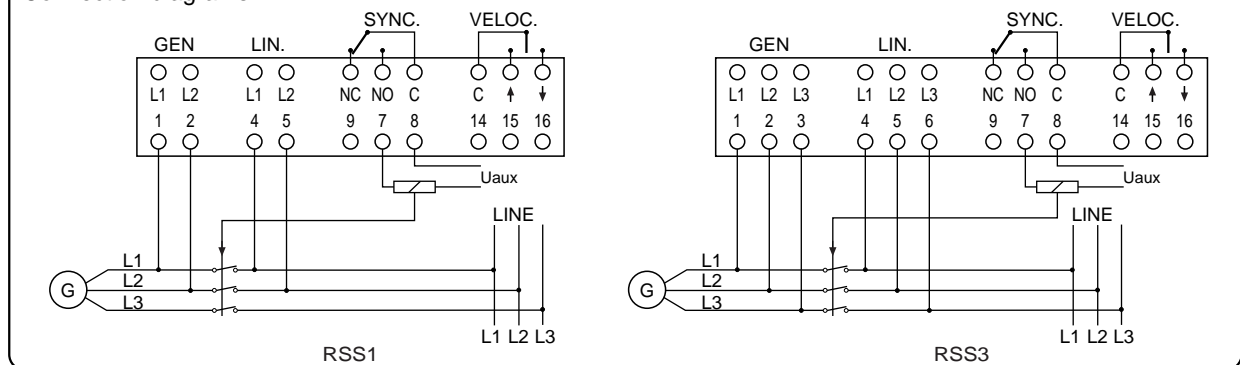 SYNC. VELOC. SYNC. VELOC.
GEN LIN. GEN LIN.
L1 L2 L1 L2 NC NO C C L1 L2 L3 L1 L2 L3 NC NO C C
1 2 4 5 9 7 8 14 15 16 1 2 3 4 5 6 9 7 8 14 15 16
Uaux Uaux
LINE LINE
L1 L1
L2 L2
G G
L3 L3
L1 L2 L3 L1 L2 L3
RSS1 RSS3